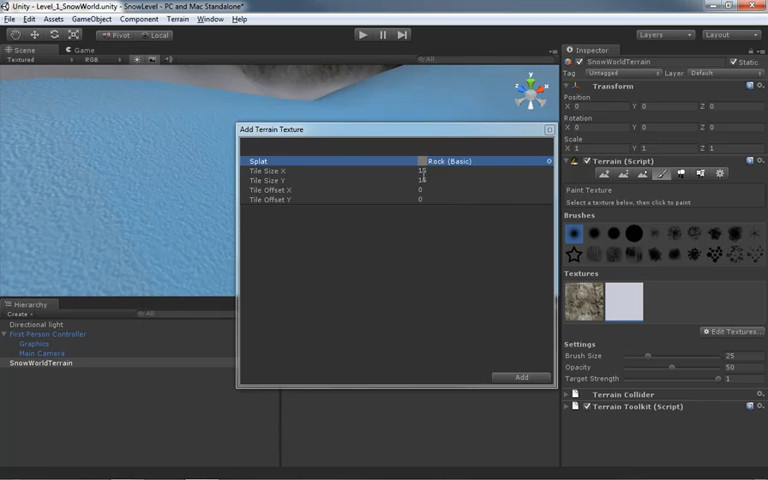 Unity - Level_1_SnowWorld.unity - SnowLevel - PC and Mac Standalone*
File Edit Assets GameObject Component Terrain Window Help
Pivot Local Layers Layout
Scene Game Inspector
Textured RGB All SnowWorldTerrain Static
Tag Untagged Layer Default
Transform
Position
X 0 Y 0 Z 0
Rotation
X 0 Y 0 Z 0
Scale
X 1 Y 1 Z 1
y
x z
Add Terrain Texture
Splat Rock (Basic)
Tile Size X 15
Tile Size Y 15
Tile Offset X 0
Tile Offset Y 0
Add
Terrain (Script)
Paint Texture
Select a texture below, then click to paint
Brushes
Textures
Edit Textures...
Settings
Brush Size 25
Opacity 50
Target Strength 1
Terrain Collider
Terrain Toolkit (Script)
Hierarchy
Create All
Directional light
First Person Controller
Graphics
Main Camera
SnowWorldTerrain